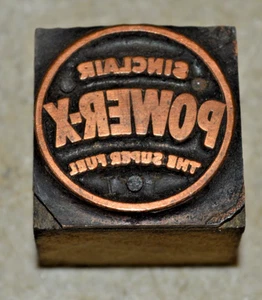 SINCLAIR
POWER-X
THE SUPER FUEL